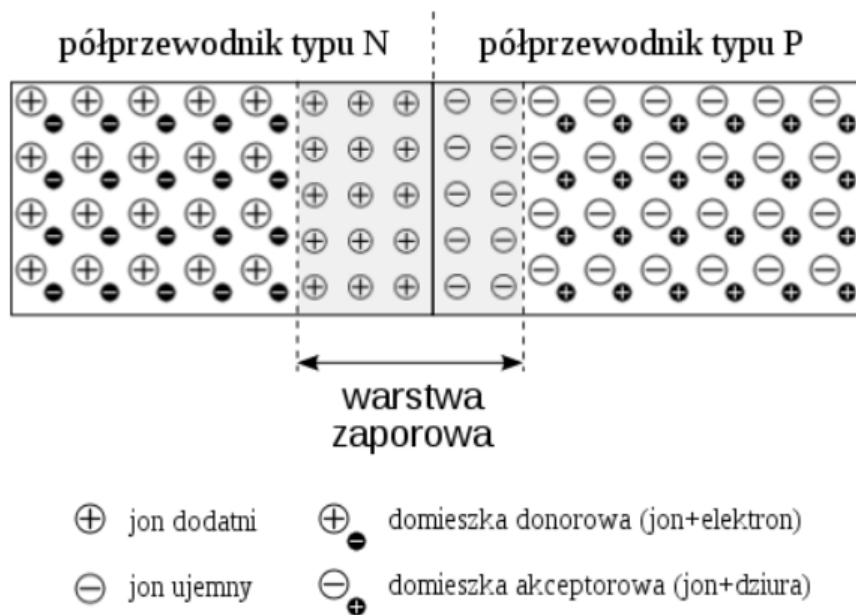 półprzewodnik typu N
półprzewodnik typu P
warstwa
zaporowa
jon dodatni
domieszka donorowa (jon+elektron)
jon ujemny
domieszka akceptorowa (jon+dziura)